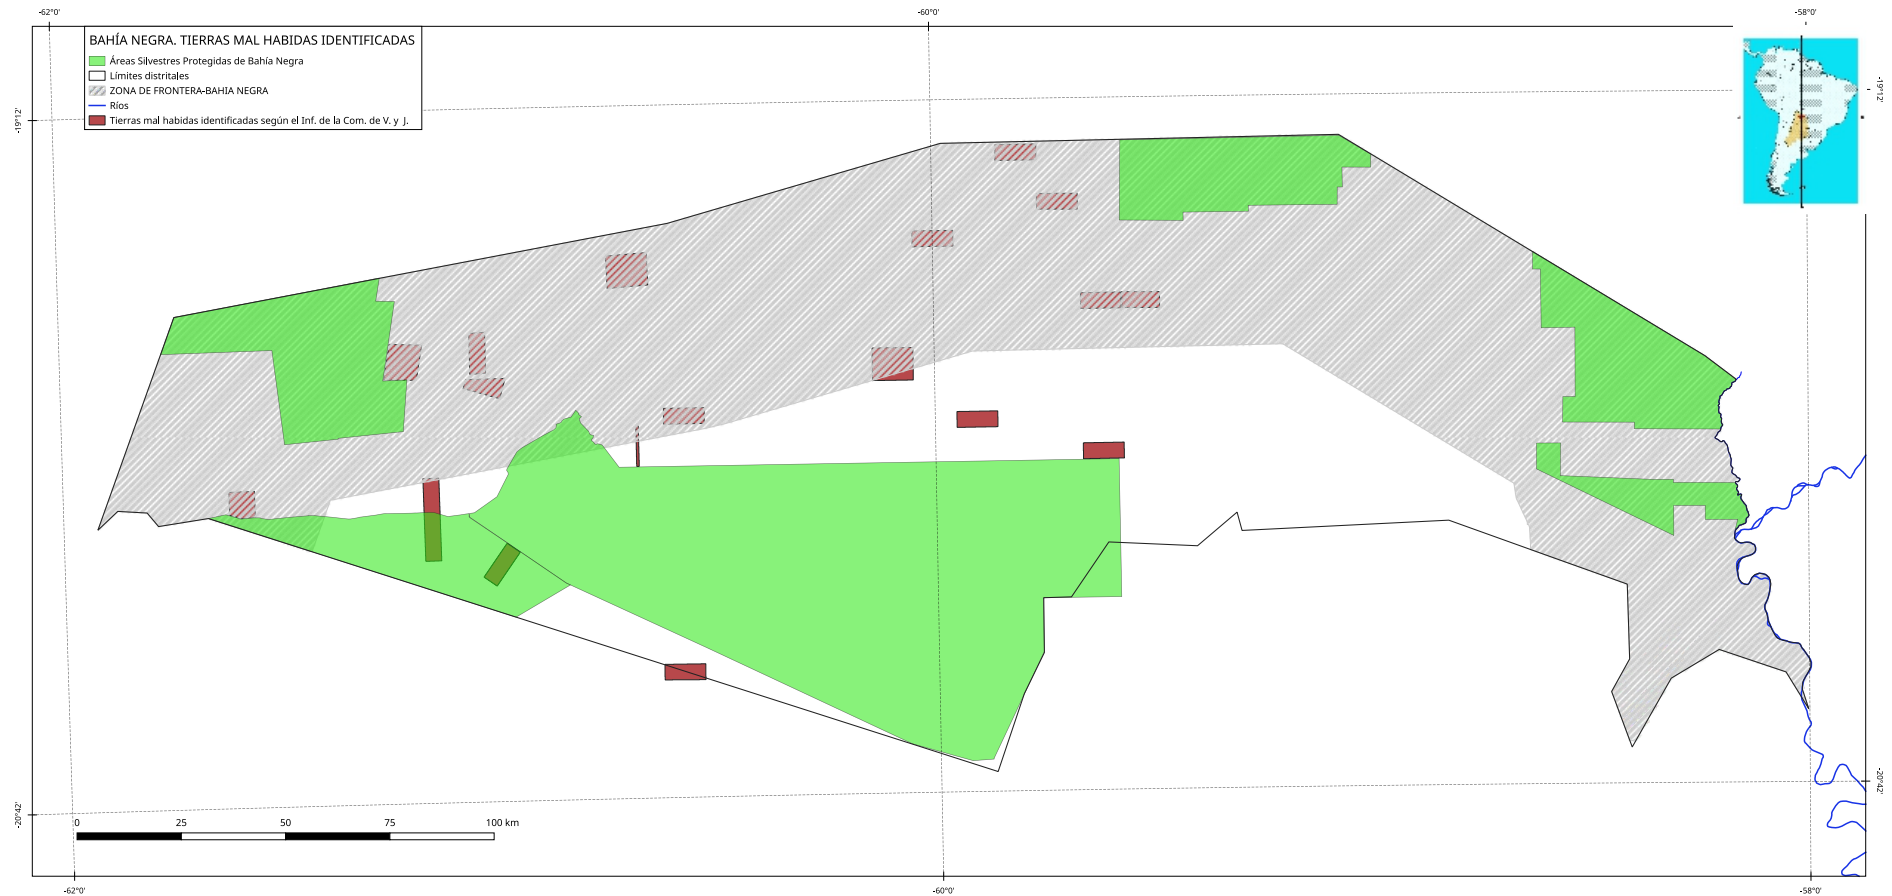 -62°0'
-60°0'
-58°0'
BAHÍA NEGRA. TIERRAS MAL HABIDAS IDENTIFICADAS
Áreas Silvestres Protegidas de Bahía Negra
Límites distritales
ZONA DE FRONTERA-BAHIA NEGRA
Ríos
Tierras mal habidas identificadas según el Inf. de la Com. de V. y J.
-19°12'
-19°12'
-20°42'
-20°42'
0 25 50 75 100 km
-62°0'
-60°0'
-58°0'